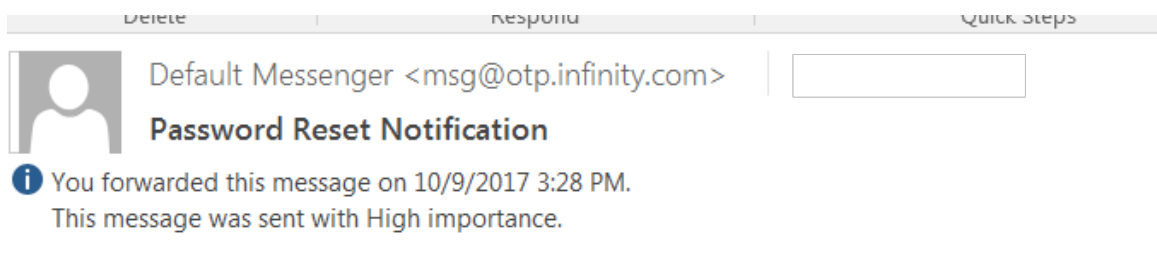 Delete Respond Quick Steps
Default Messenger <msg@otp.infinity.com>
Password Reset Notification
You forwarded this message on 10/9/2017 3:28 PM.
This message was sent with High importance.